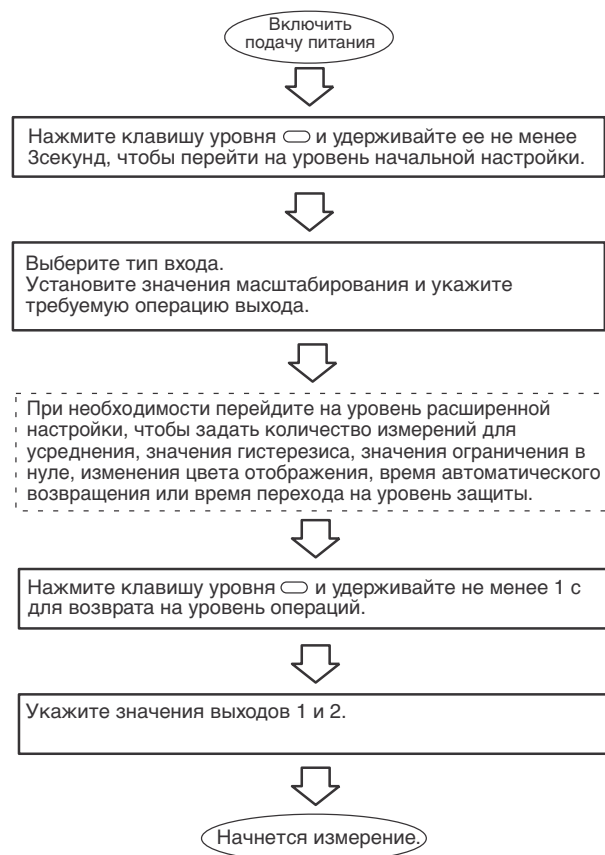 Включить
подачу питания
Нажмите клавишу уровня и удерживайте ее не менее
3секунд, чтобы перейти на уровень начальной настройки.
Выберите тип входа.
Установите значения масштабирования и укажите
требуемую операцию выхода.
При необходимости перейдите на уровень расширенной
настройки, чтобы задать количество измерений для
усреднения, значения гистерезиса, значения ограничения в
нуле, изменения цвета отображения, время автоматического
возвращения или время перехода на уровень защиты.
Нажмите клавишу уровня и удерживайте не менее 1 с
для возврата на уровень операций.
Укажите значения выходов 1 и 2.
Начнется измерение.